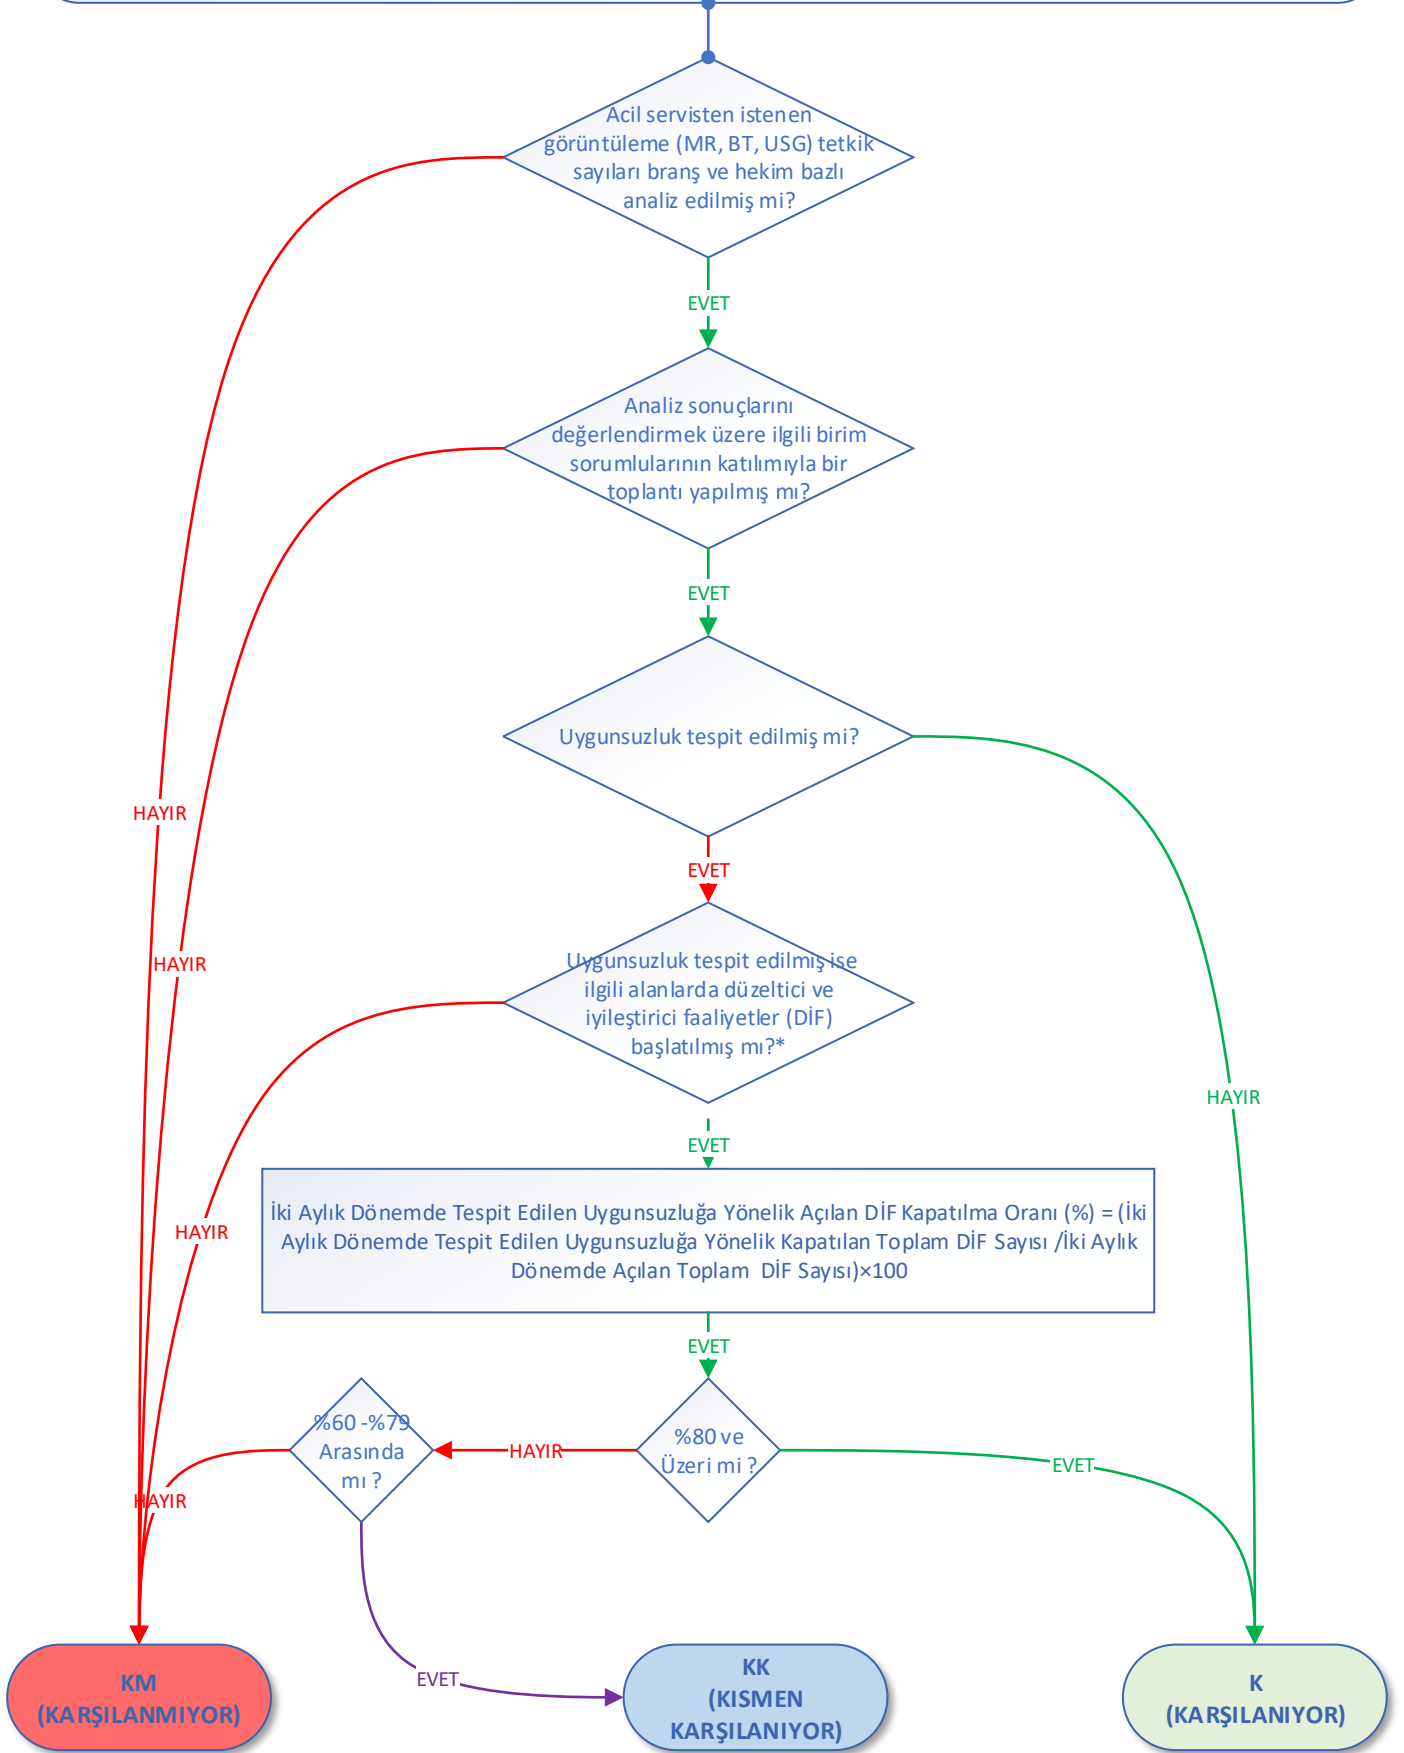 Acil servisten istenen
görüntüleme (MR, BT, USG) tetkik
sayıları branş ve hekim bazlı
analiz edilmiş mi?
EVET
Analiz sonuçlarını
değerlendirmek üzere ilgili birim
sorumlularının katılımıyla bir
toplantı yapılmış mı?
EVET
Uygunsuzluk tespit edilmiş mi?
HAYIR
EVET
HAYIR
Uygunsuzluk tespit edilmiş ise
ilgili alanlarda düzeltici ve
iyileştirici faaliyetler (DİF)
başlatılmış mı?*
HAYIR
EVET
HAYIR
İki Aylık Dönemde Tespit Edilen Uygunsuzluğa Yönelik Açılan DİF Kapatılma Oranı (%) = (İki
Aylık Dönemde Tespit Edilen Uygunsuzluğa Yönelik Kapatılan Toplam DİF Sayısı /İki Aylık
Dönemde Açılan Toplam DİF Sayısı)×100
EVET
%60 -%79
Arasında
mı ?
HAYIR
%80 ve
Üzeri mi ?
EVET
HAYIR
EVET
KM
(KARŞILANMIYOR)
KK
(KISMEN
KARŞILANIYOR)
K
(KARŞILANIYOR)